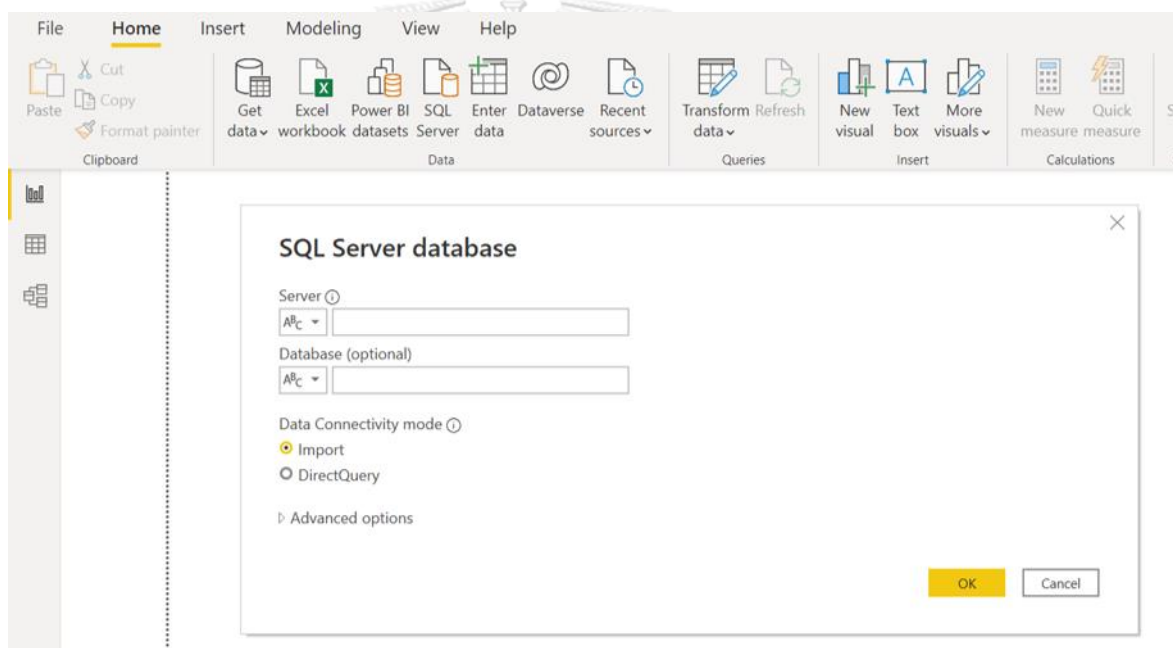 File Home Insert Modeling View Help
Paste
Cut
Copy
Format painter
Clipboard
Get data
Excel workbook
Power BI datasets
SQL Server
Enter data
Dataverse
Recent sources
Data
Transform data
Refresh
Queries
New visual
A
Text box
More visuals
Insert
New measure
Quick measure
Calculations
S
SQL Server database
Server
ABC
Database (optional)
ABC
Data Connectivity mode
Import
DirectQuery
Advanced options
OK Cancel